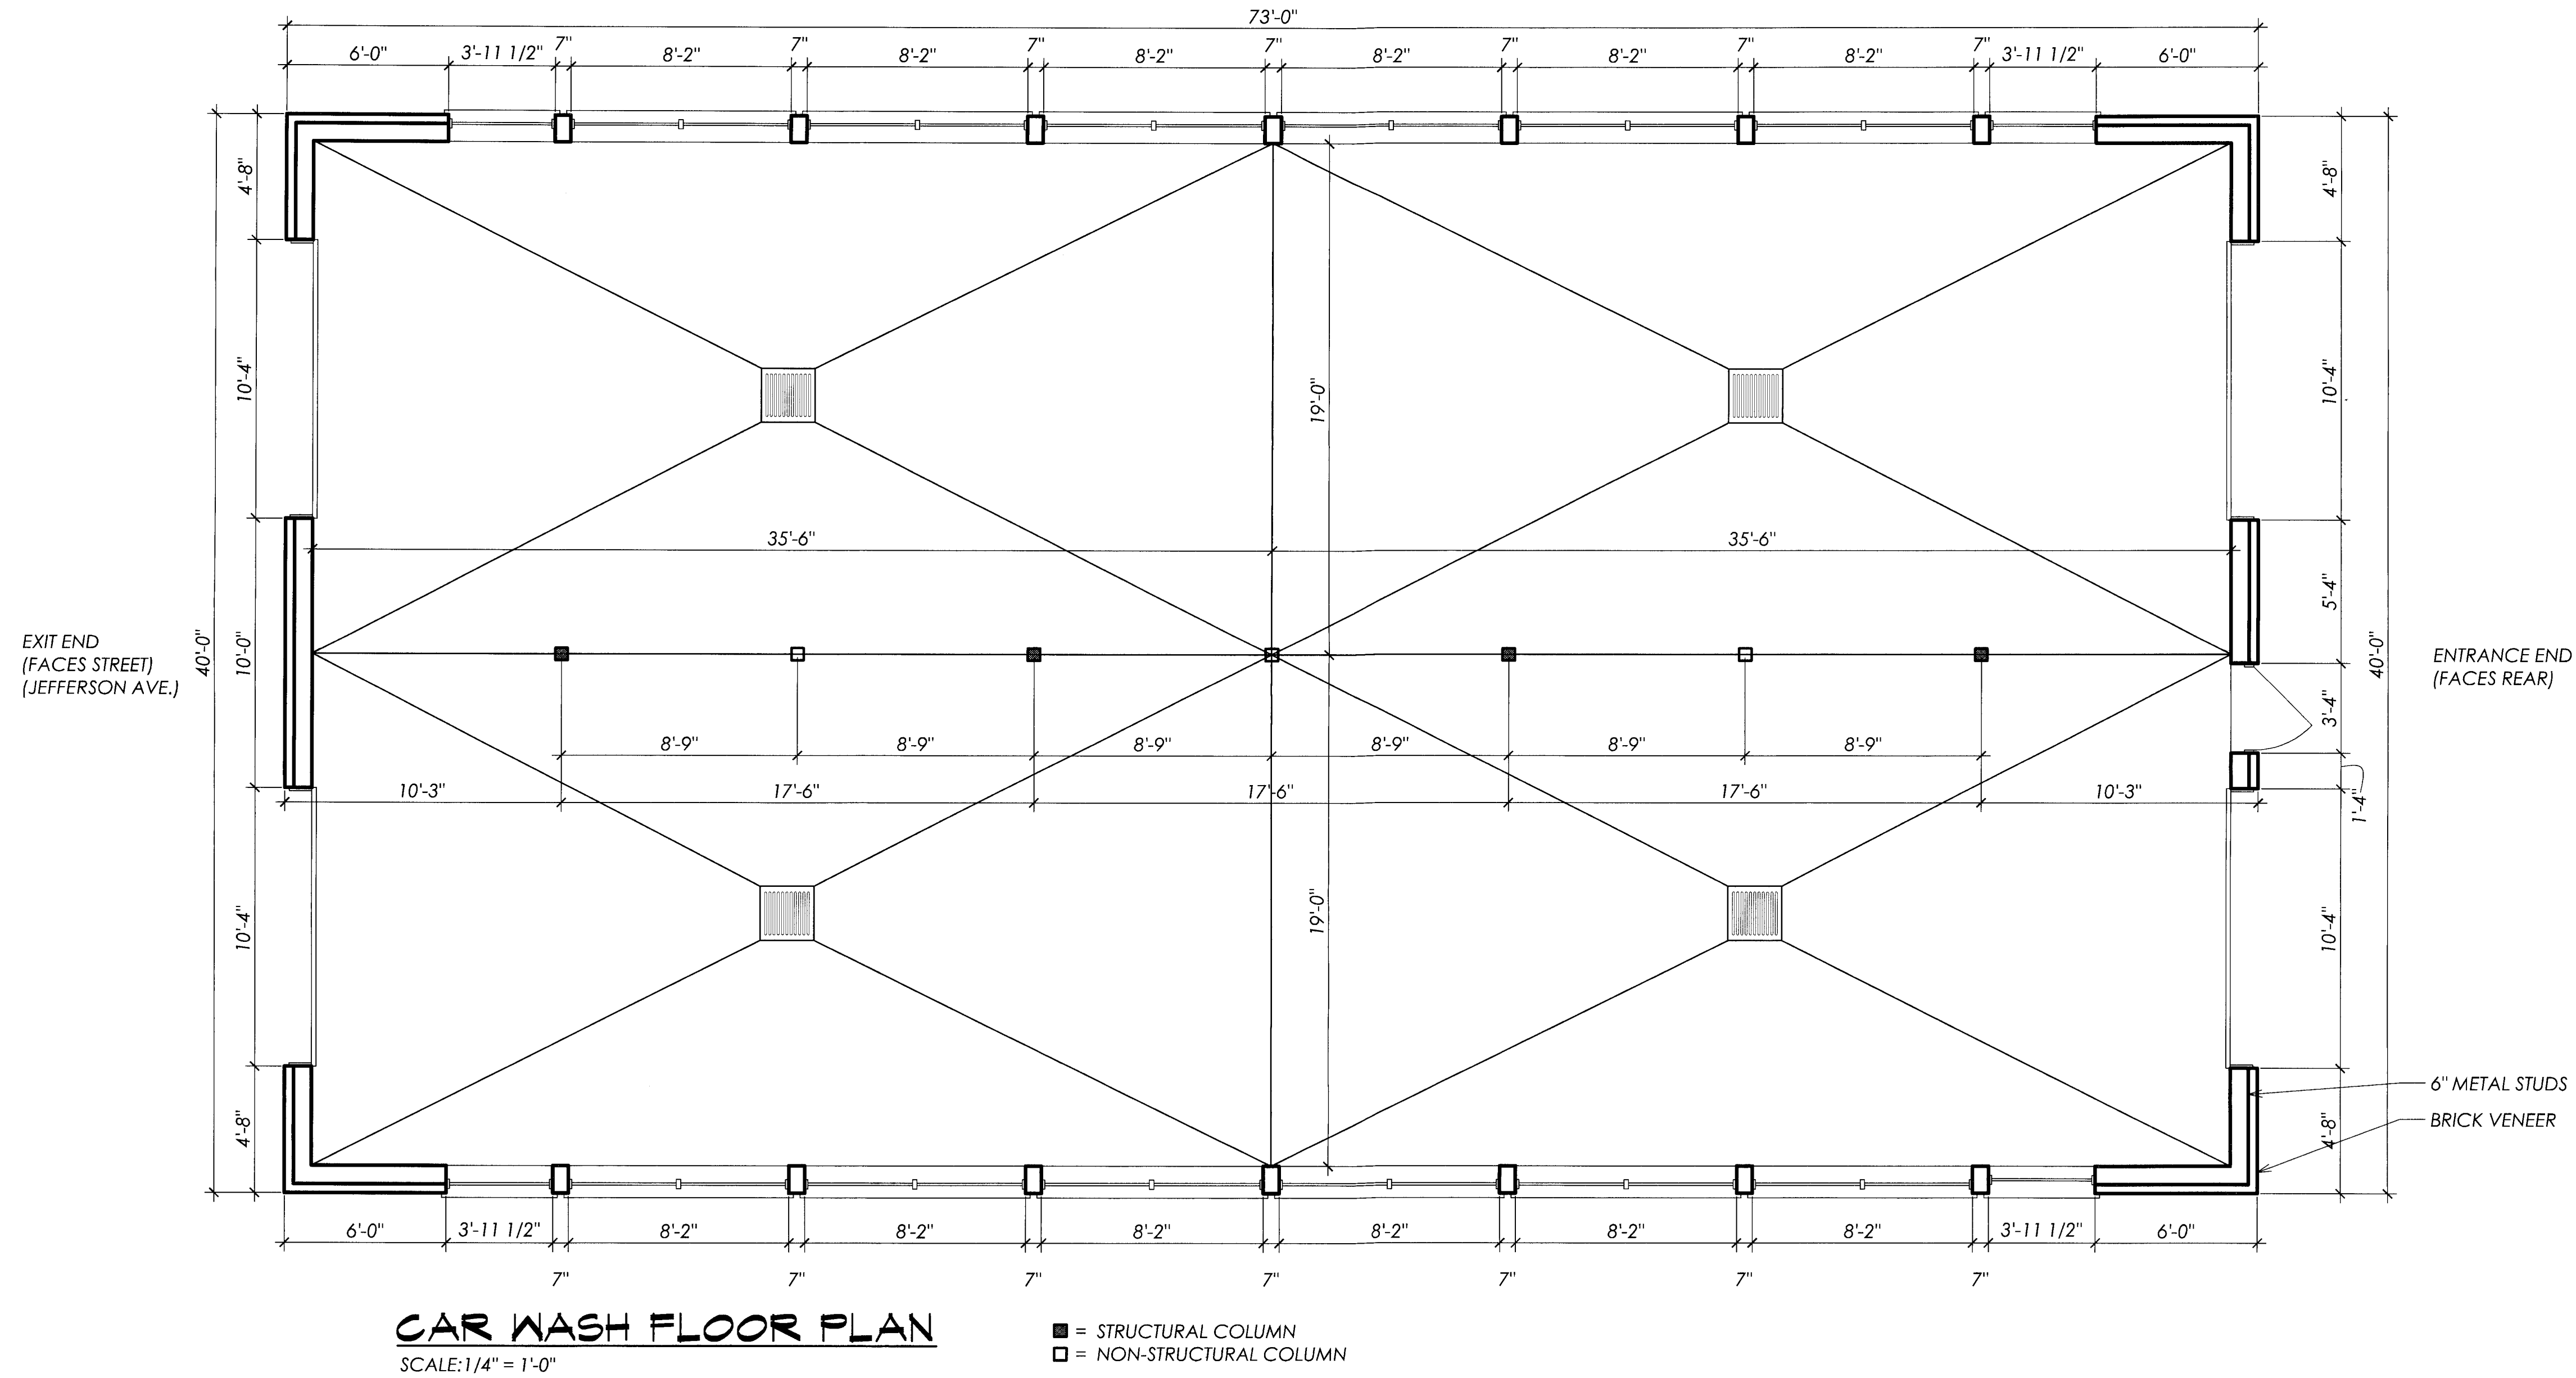 73'-0"
6'-0" 3'-11 1/2" 7" 8'-2" 7" 8'-2" 7" 8'-2" 7" 8'-2" 7" 8'-2" 7" 8'-2" 7" 3'-11 1/2" 6'-0"
4'-8"
4'-8"
10'-4"
19'-0"
10'-4"
35'-6"
35'-6"
5'-4"
EXIT END
(FACES STREET)
(JEFFERSON AVE.)
40'-0"
10'-0"
40'-0"
ENTRANCE END
(FACES REAR)
3'-4"
8'-9" 8'-9" 8'-9" 8'-9" 8'-9" 8'-9"
10'-3" 17'-6" 17'-6" 17'-6" 10'-3"
1'-4"
10'-4"
19'-0"
10'-4"
6" METAL STUDS
BRICK VENEER
4'-8"
4'-8"
6'-0" 3'-11 1/2" 8'-2" 8'-2" 8'-2" 8'-2" 8'-2" 8'-2" 3'-11 1/2" 6'-0"
7" 7" 7" 7" 7" 7" 7"
CAR WASH FLOOR PLAN
SCALE:1/4" = 1'-0"
= STRUCTURAL COLUMN
= NON-STRUCTURAL COLUMN